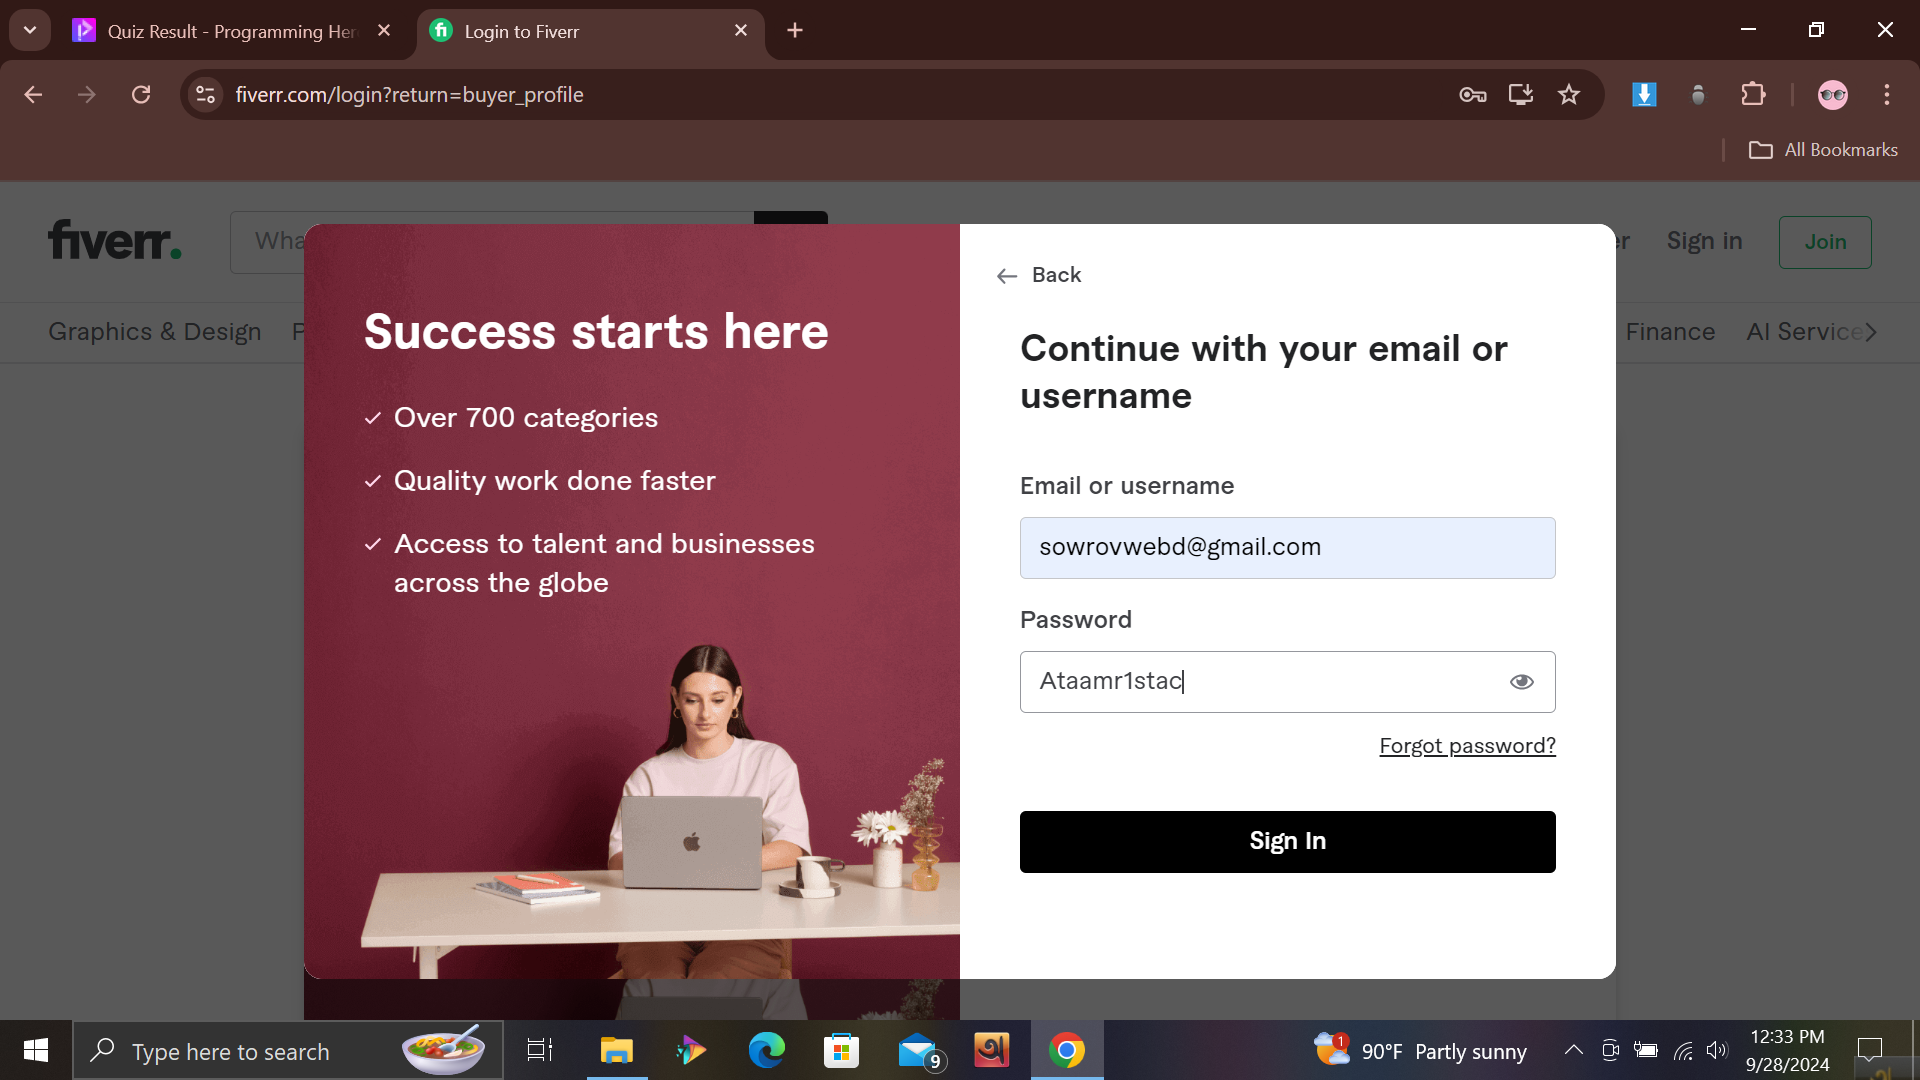 Quiz Result - Programming Her
Login to Fiverr
fiverr.com/login?return=buyer_profile
All Bookmarks
fiverr.
Sign in
Join
Graphics & Design
Finance
AI Service
Success starts here
Over 700 categories
Quality work done faster
Access to talent and businesses
across the globe
Back
Continue with your email or
username
Email or username
sowrovwebd@gmail.com
Password
Ataamr1stac
Forgot password?
Sign In
Type here to search
9
অ
1
90°F Partly sunny
12:33 PM
9/28/2024